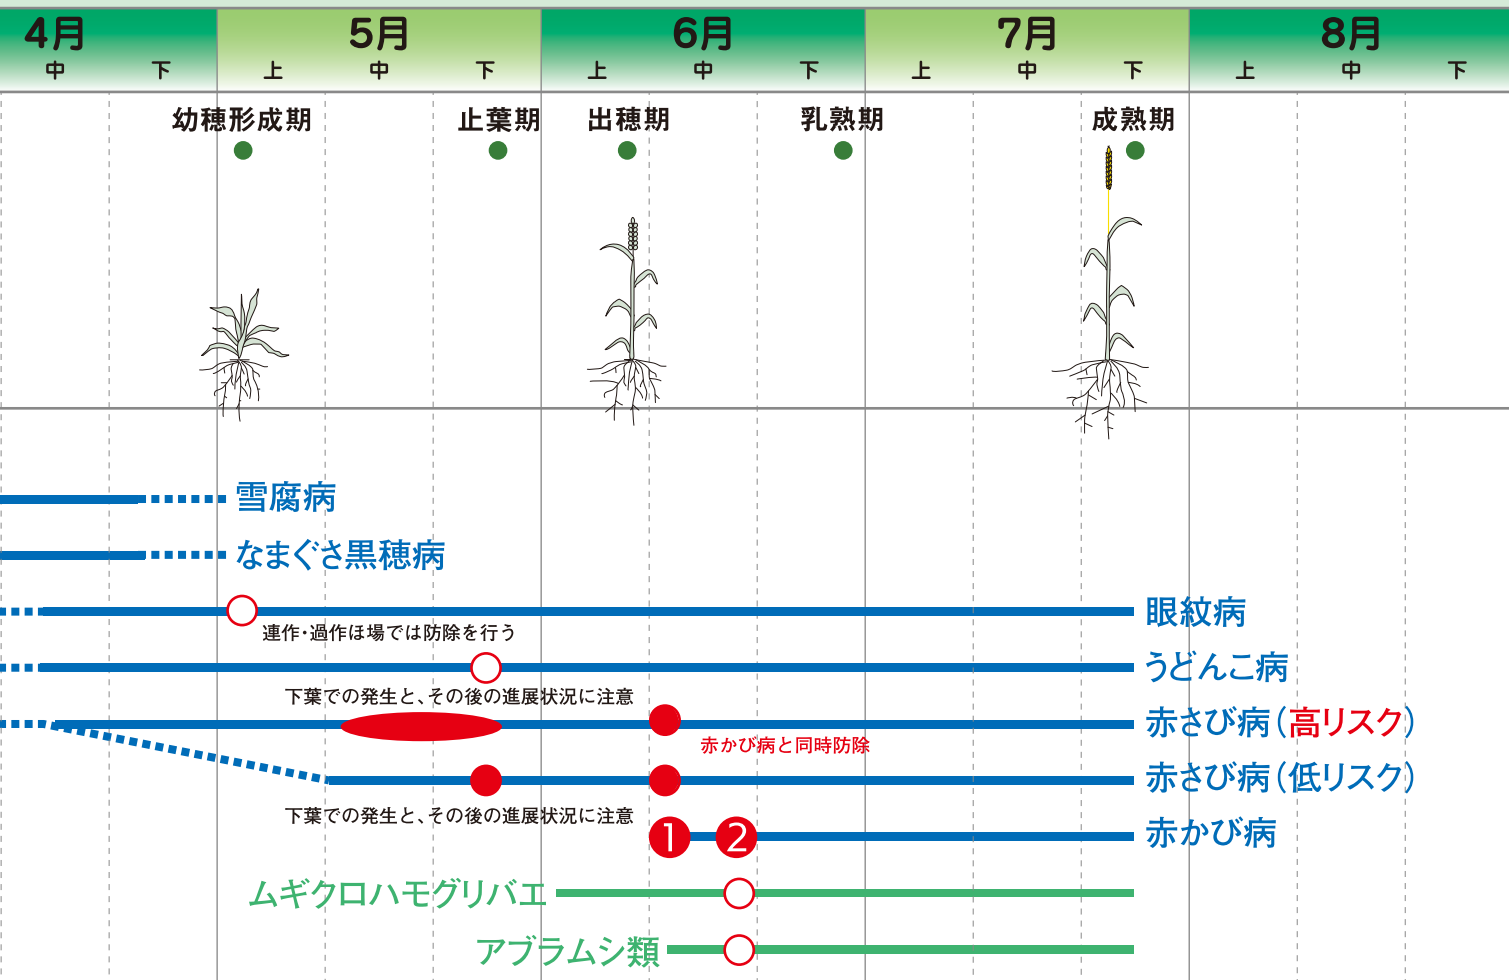 4月 5月 6月 7月 8月
中 下 上 中 下 上 中 下 上 中 下 上 中 下
幼穂形成期 止葉期 出穂期 乳熟期 成熟期
雪腐病
なまぐさ黒穂病
眼紋病
連作・過作ほ場では防除を行う
うどんこ病
下葉での発生と、その後の進展状況に注意
赤さび病(高リスク)
赤かび病と同時防除
赤さび病(低リスク)
下葉での発生と、その後の進展状況に注意
1 2 赤かび病
ムギクロハモグリバエ
アブラムシ類